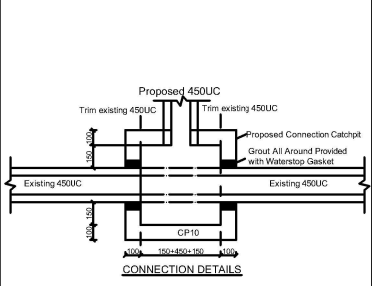 Proposed 450UC
Trim existing 450UC
Trim existing 450UC
100
150
Proposed Connection Catchpit
Grout All Around Provided
with Waterstop Gasket
Existing 450UC
Existing 450UC
150
100
CP10
100
150+450+150
100
CONNECTION DETAILS